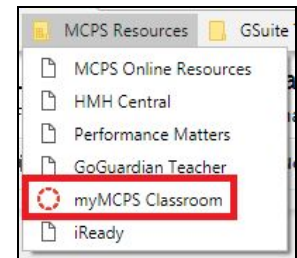 MCPS Resources GSuite
MCPS Online Resources
HMH Central
Performance Matters
GoGuardian Teacher
myMCPS Classroom
iReady